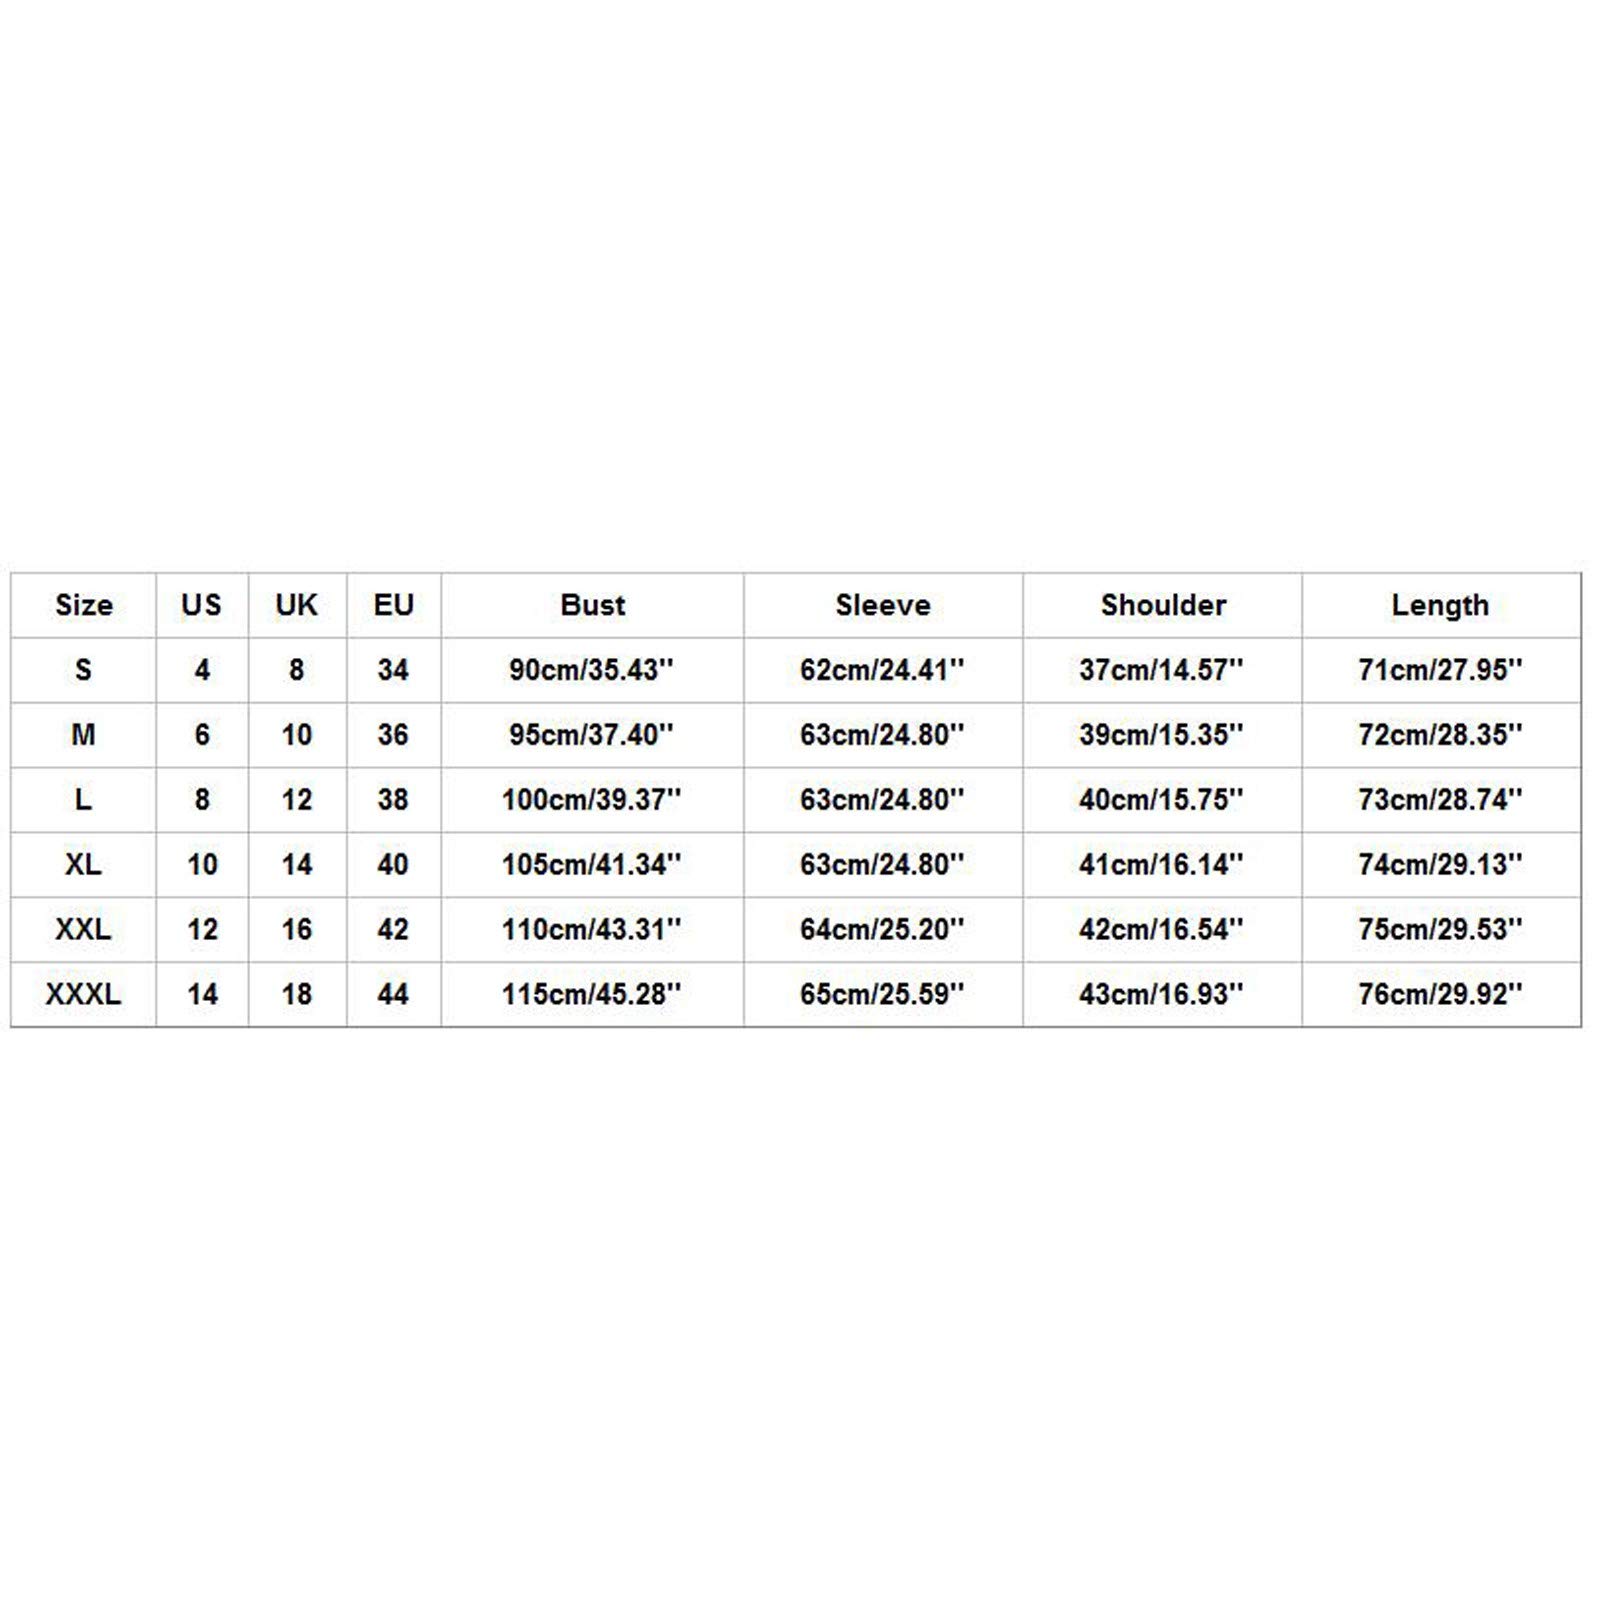 Size US UK EU Bust Sleeve Shoulder Length
S 4 8 34 90cm/35.43'' 62cm/24.41'' 37cm/14.57'' 71cm/27.95''
M 6 10 36 95cm/37.40'' 63cm/24.80'' 39cm/15.35'' 72cm/28.35''
L 8 12 38 100cm/39.37'' 63cm/24.80'' 40cm/15.75'' 73cm/28.74''
XL 10 14 40 105cm/41.34'' 63cm/24.80'' 41cm/16.14'' 74cm/29.13''
XXL 12 16 42 110cm/43.31'' 64cm/25.20'' 42cm/16.54'' 75cm/29.53''
XXXL 14 18 44 115cm/45.28'' 65cm/25.59'' 43cm/16.93'' 76cm/29.92''